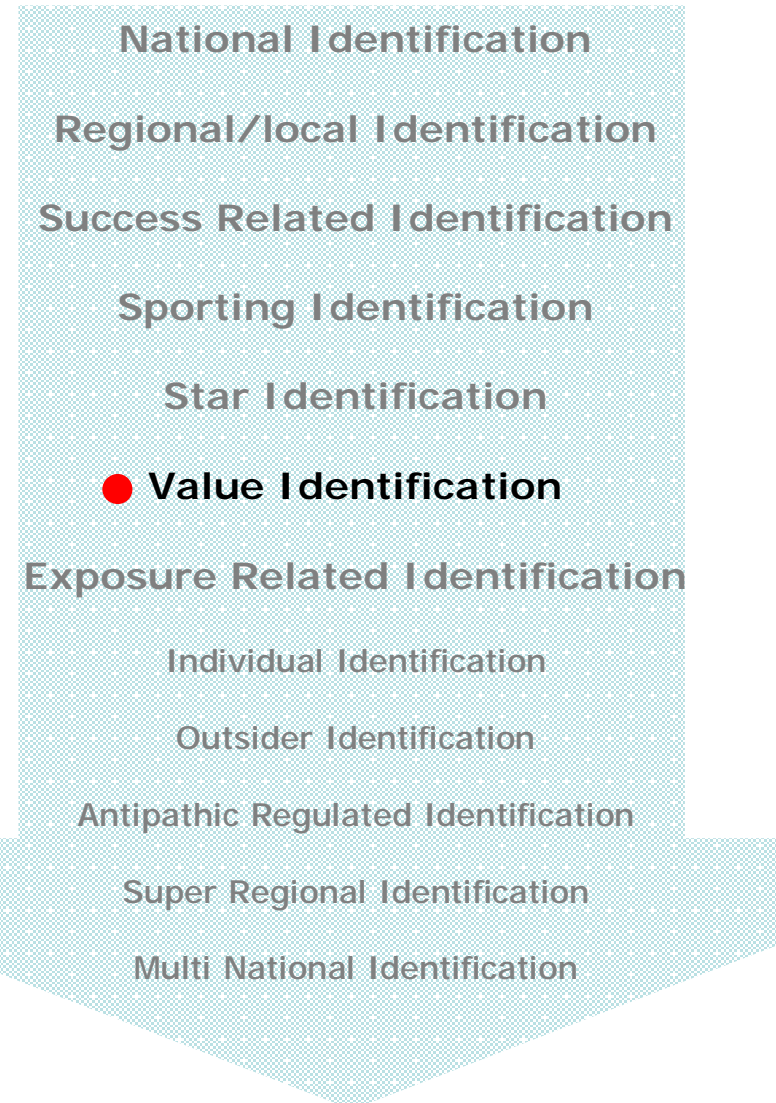 National Identification
Regional/local Identification
Success Related Identification
Sporting Identification
Star Identification
Value Identification
Exposure Related Identification
Individual Identification
Outsider Identification
Antipathic Regulated Identification
Super Regional Identification
Multi National Identification